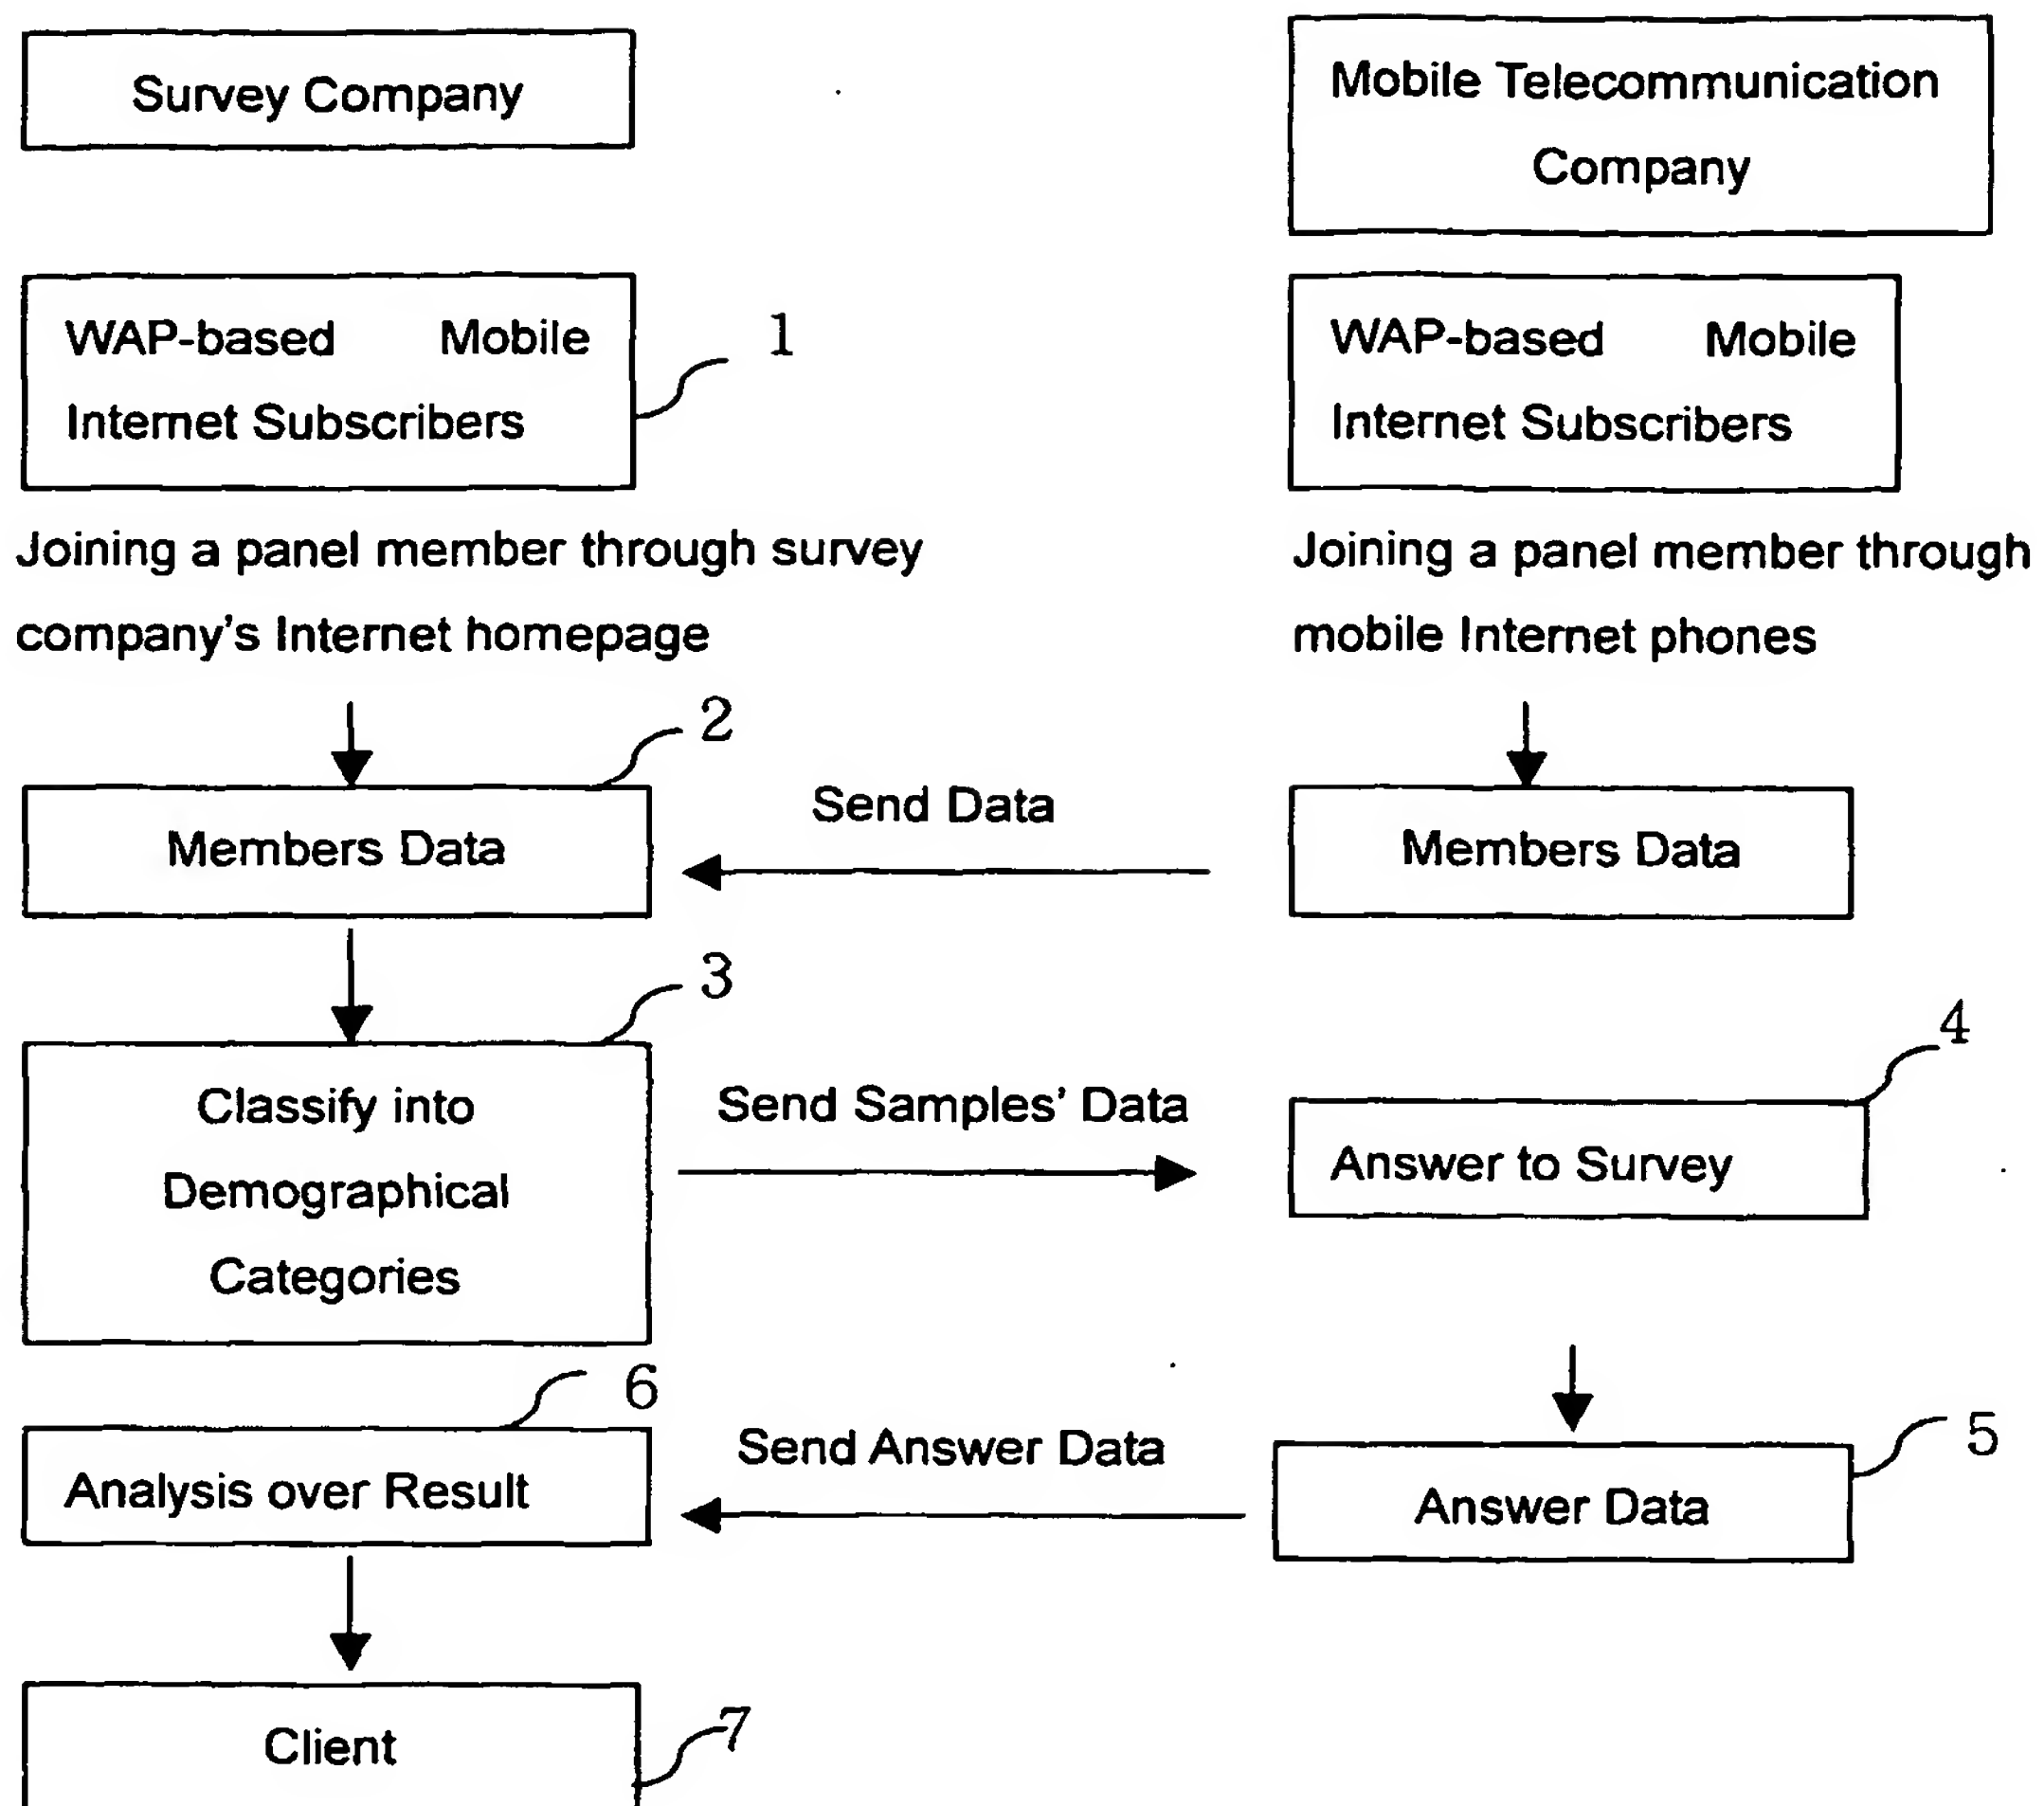 Survey Company
Mobile Telecommunication
Company
WAP-based Mobile
Internet Subscribers
1
WAP-based Mobile
Internet Subscribers
Joining a panel member through survey
company's Internet homepage
Joining a panel member through
mobile Internet phones
2
Members Data
Send Data
Members Data
3
Classify into
Demographical
Categories
Send Samples' Data
4
Answer to Survey
6
Analysis over Result
Send Answer Data
5
Answer Data
Client
7